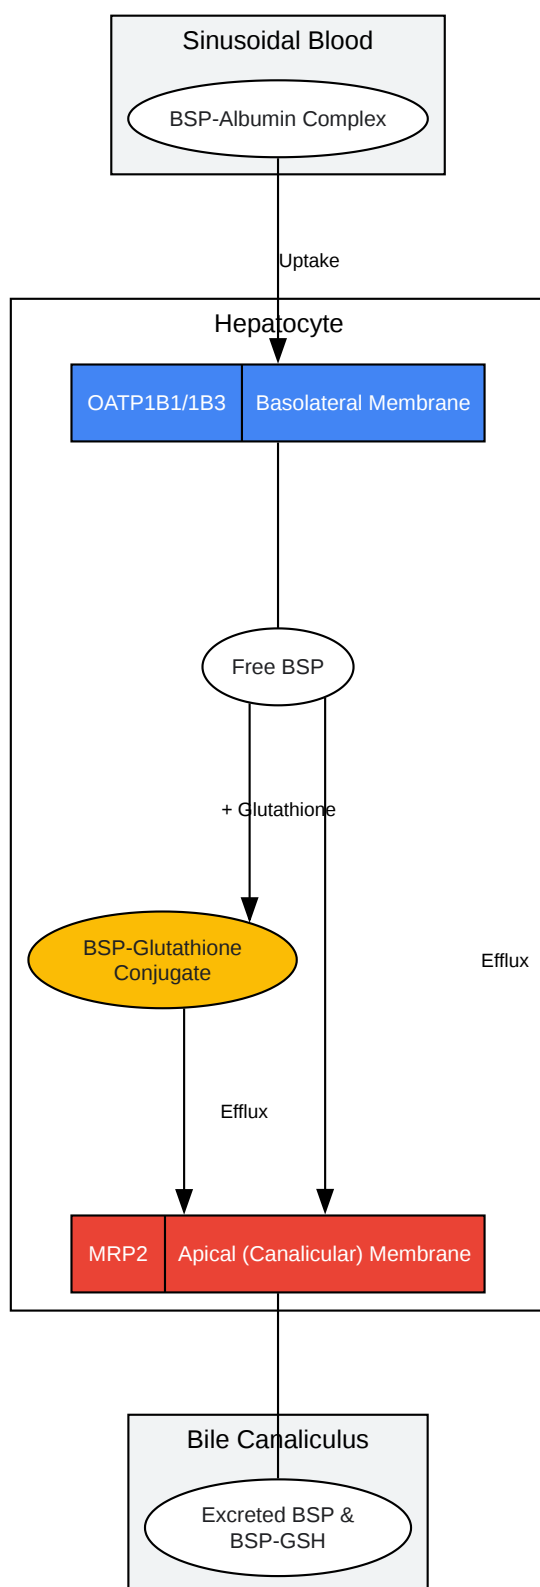 Sinusoidal Blood
BSP-Albumin Complex
Uptake
Hepatocyte
OATP1B1/1B3
Basolateral Membrane
Free BSP
+ Glutathione
BSP-Glutathione
Conjugate
Efflux
Efflux
MRP2
Apical (Canalicular) Membrane
Bile Canaliculus
Excreted BSP &
BSP-GSH